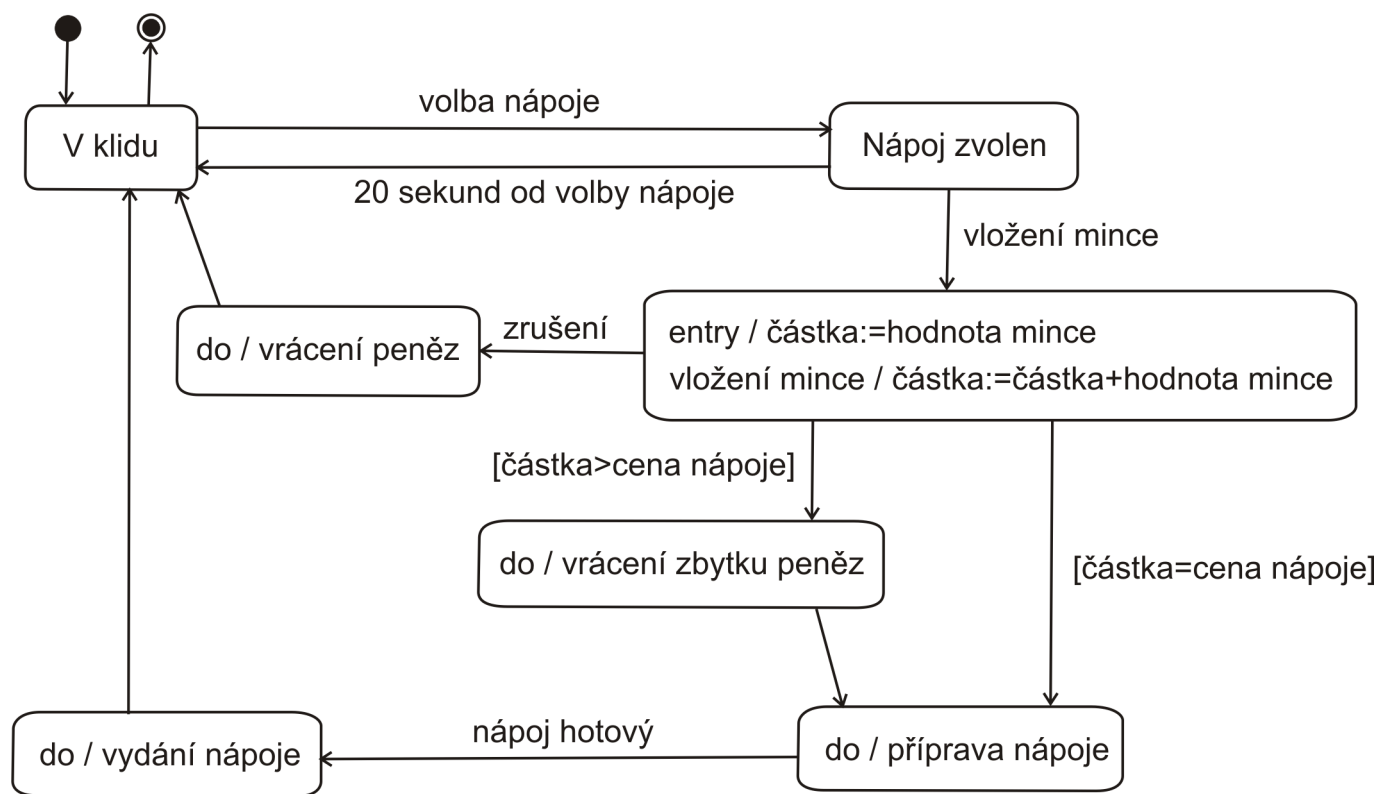 volba nápoje
V klidu
Nápoj zvolen
20 sekund od volby nápoje
vložení mince
do / vrácení peněz
zrušení
entry / částka:=hodnota mince
vložení mince / částka:=částka+hodnota mince
[částka>cena nápoje]
do / vrácení zbytku peněz
[částka=cena nápoje]
do / vydání nápoje
nápoj hotový
do / příprava nápoje